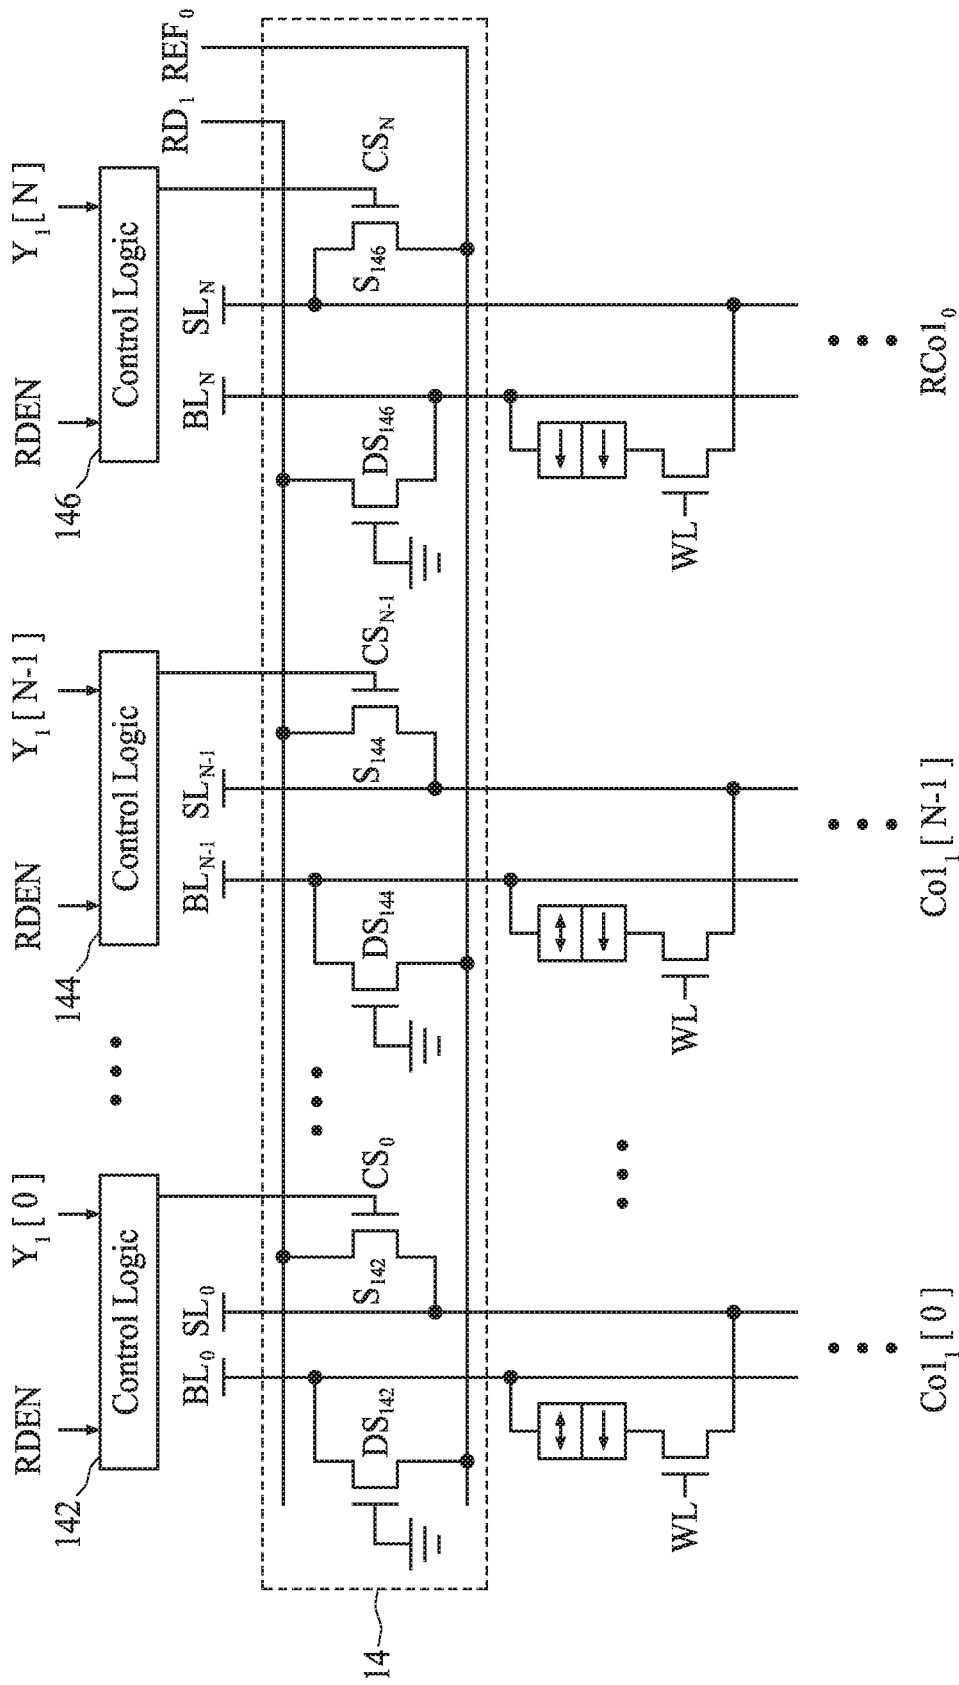 RDEN Y₁ [ 0 ] RDEN Y₁ [ N-1 ] RDEN Y₁ [ N ]
142 Control Logic 144 Control Logic 146 Control Logic
RD₁ REF₀
BL₀ SL₀ BLN-1 SLN-1 BLN SLN
14
DS₁₄₂ S₁₄₂ CS₀ DS₁₄₄ S₁₄₄ CSN-1 DS₁₄₆ S₁₄₆ CSN
WL WL WL
Col₁ [ 0 ] Col₁ [ N-1 ] RCol₀